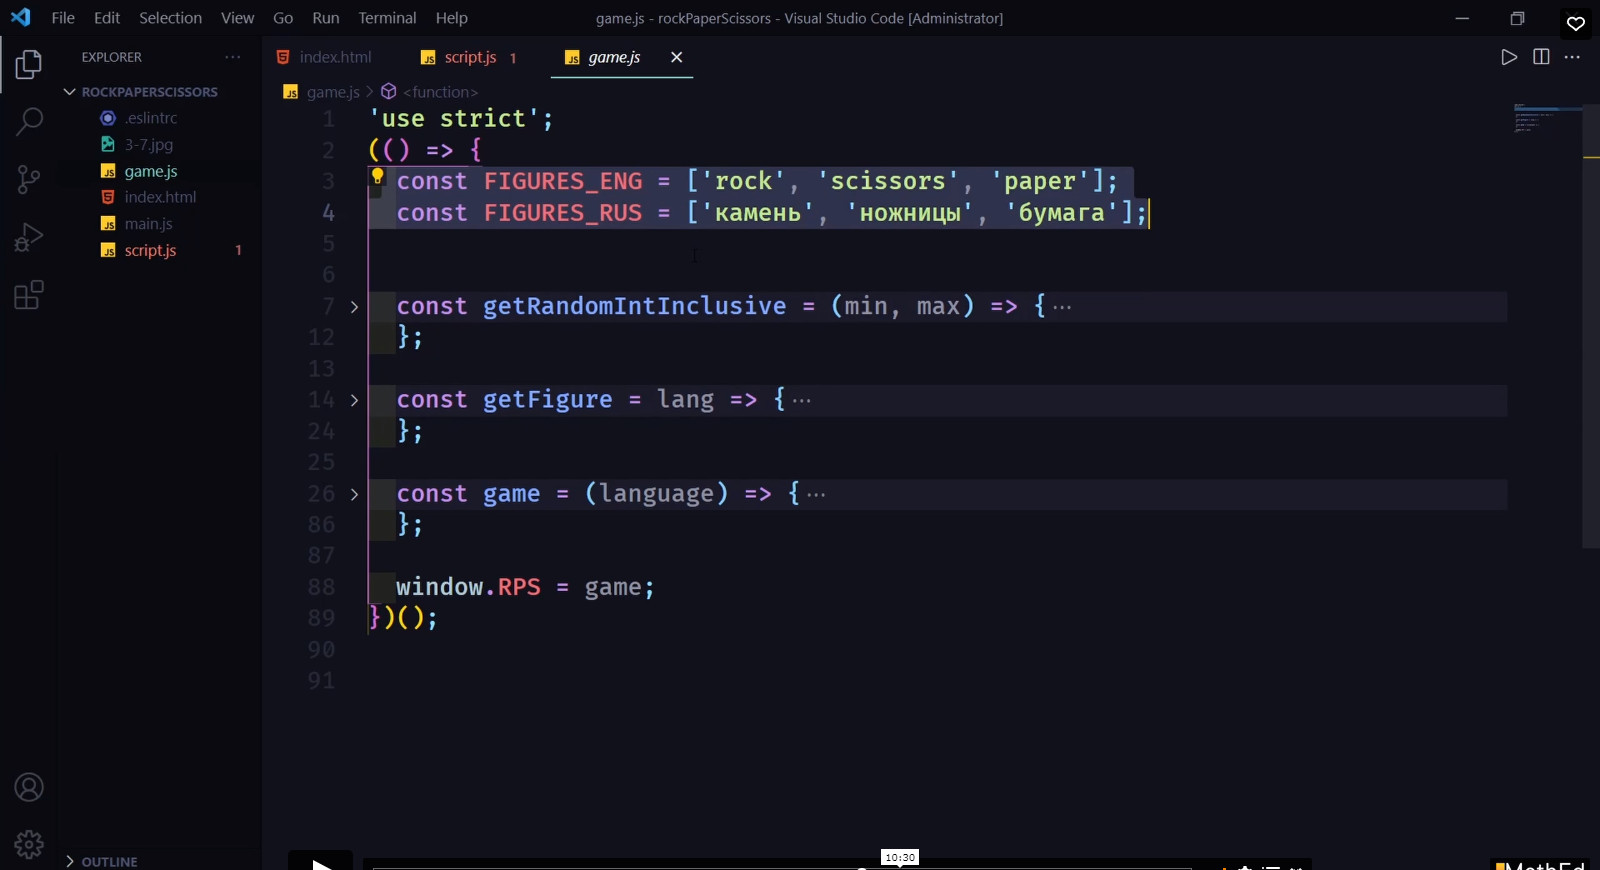 File Edit Selection View Go Run Terminal Help game.js - rockPaperScissors - Visual Studio Code [Administrator]
EXPLORER ···
ROCKPAPERSCISSORS
.eslintrc
3-7.jpg
game.js
index.html
main.js
script.js 1
OUTLINE
index.html script.js 1 game.js
game.js > <function>
1 'use strict';
2 (() => {
3 const FIGURES_ENG = ['rock', 'scissors', 'paper'];
4 const FIGURES_RUS = ['камень', 'ножницы', 'бумага'];
5
6
7 const getRandomIntInclusive = (min, max) => {···
12 };
13
14 const getFigure = lang => {···
24 };
25
26 const game = (language) => {···
86 };
87
88 window.RPS = game;
89 })();
90
91
10:30
MethEd